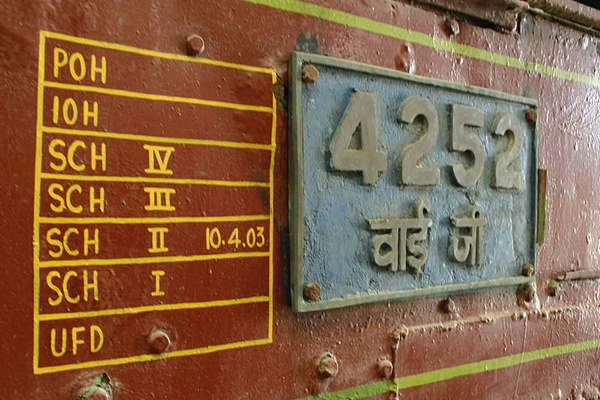 POH
IOH
SCH IV
SCH III
SCH II 10.4.03
SCH I
UFD
4252
वाई जी